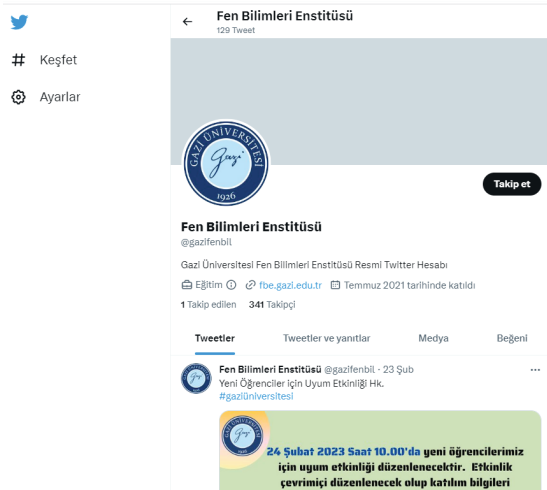 Fen Bilimleri Enstitüsü
129 Tweet
Keşfet
Ayarlar
GAZİ ÜNİVERSİTESİ
Gazi
1926
Takip et
Fen Bilimleri Enstitüsü
@gazifenbil
Gazi Üniversitesi Fen Bilimleri Enstitüsü Resmi Twitter Hesabı
Eğitim fbe.gazi.edu.tr Temmuz 2021 tarihinde katıldı
1 Takip edilen 341 Takipçi
Tweetler Tweetler ve yanıtlar Medya Beğeni
Fen Bilimleri Enstitüsü @gazifenbil · 23 Şub
Yeni Öğrenciler için Uyum Etkinliği Hk.
#gaziüniversitesi
24 Şubat 2023 Saat 10.00'da yeni öğrencilerimiz
için uyum etkinliği düzenlenecektir. Etkinlik
çevrimiçi düzenlenecek olup katılım bilgileri